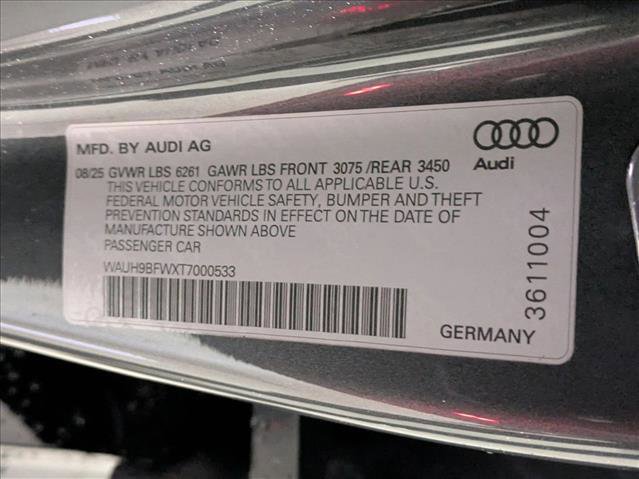 MFD. BY AUDI AG
08/25 GVWR LBS 6261 GAWR LBS FRONT 3075 /REAR 3450
THIS VEHICLE CONFORMS TO ALL APPLICABLE U.S.
FEDERAL MOTOR VEHICLE SAFETY, BUMPER AND THEFT
PREVENTION STANDARDS IN EFFECT ON THE DATE OF
MANUFACTURE SHOWN ABOVE
PASSENGER CAR
WAUH9BFWXT7000533
Audi
3611004
GERMANY